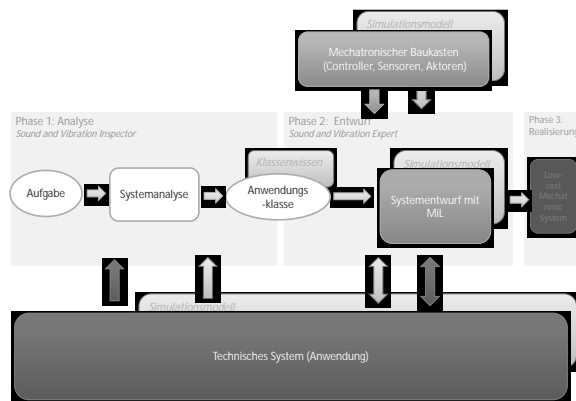 Simulationsmodell
Mechatronischer Baukasten
(Controller, Sensoren, Aktoren)
Phase 1: Analyse
Sound and Vibration Inspector
Phase 2: Entwurf
Sound and Vibration Expert
Phase 3:
Realisierung
Klassenwissen
Simulationsmodell
Aufgabe
Systemanalyse
Anwendungs
-klasse
Systementwurf mit
MiL
Low-
cost
Mechat
ronic
System
Simulationsmodell
Technisches System (Anwendung)